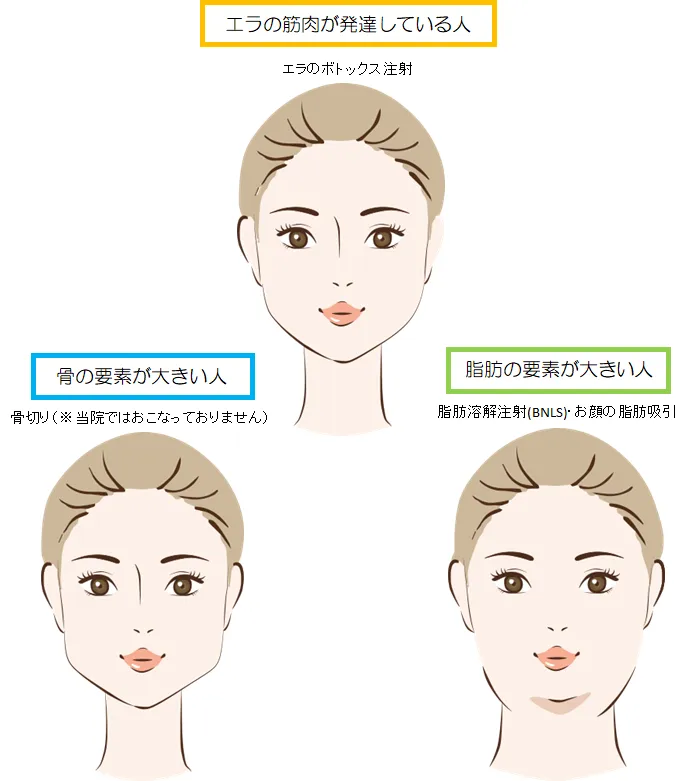 エラの筋肉が発達している人
エラのボトックス注射
骨の要素が大きい人
骨切り(※当院ではおこなっておりません)
脂肪の要素が大きい人
脂肪溶解注射(BNLS)・お顔の脂肪吸引